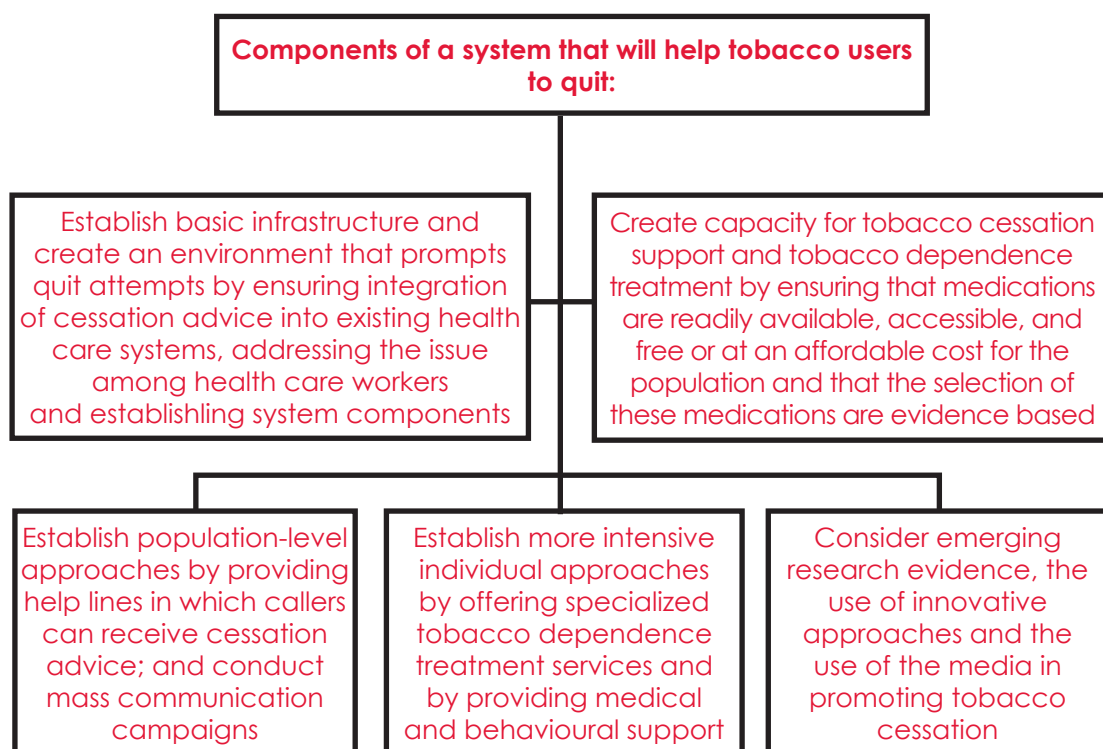 Components of a system that will help tobacco users
to quit:
Establish basic infrastructure and
create an environment that prompts
quit attempts by ensuring integration
of cessation advice into existing health
care systems, addressing the issue
among health care workers
and establishling system components
Create capacity for tobacco cessation
support and tobacco dependence
treatment by ensuring that medications
are readily available, accessible, and
free or at an affordable cost for the
population and that the selection of
these medications are evidence based
Establish population-level
approaches by providing
help lines in which callers
can receive cessation
advice; and conduct
mass communication
campaigns
Establish more intensive
individual approaches
by offering specialized
tobacco dependence
treatment services and
by providing medical
and behavioural support
Consider emerging
research evidence, the
use of innovative
approaches and the
use of the media in
promoting tobacco
cessation